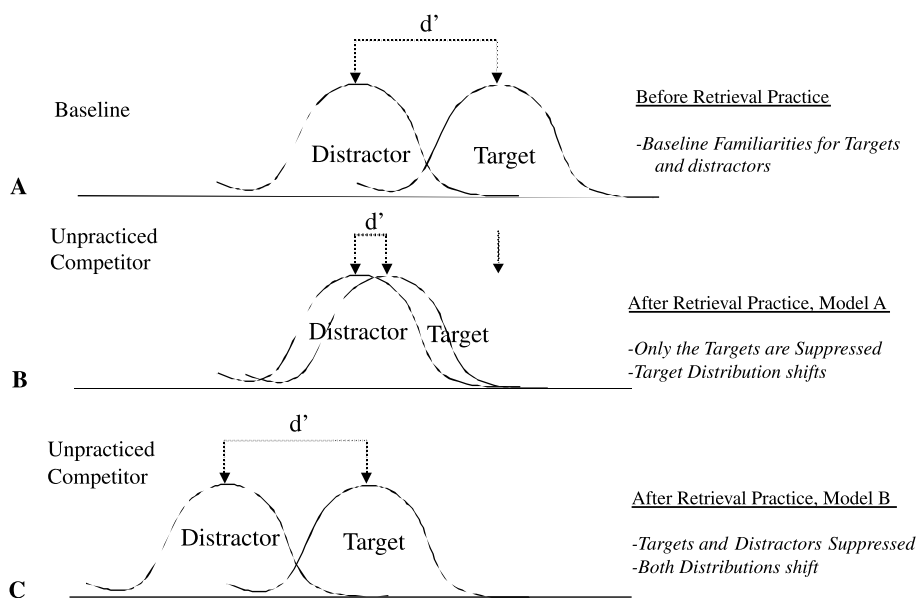 d’
Baseline
Distractor
Target
Before Retrieval Practice
-Baseline Familiarities for Targets
and distractors
A
Unpracticed
Competitor
d’
Distractor
Target
After Retrieval Practice, Model A
-Only the Targets are Suppressed
-Target Distribution shifts
B
Unpracticed
Competitor
d’
Distractor
Target
After Retrieval Practice, Model B
-Targets and Distractors Suppressed
-Both Distributions shift
C